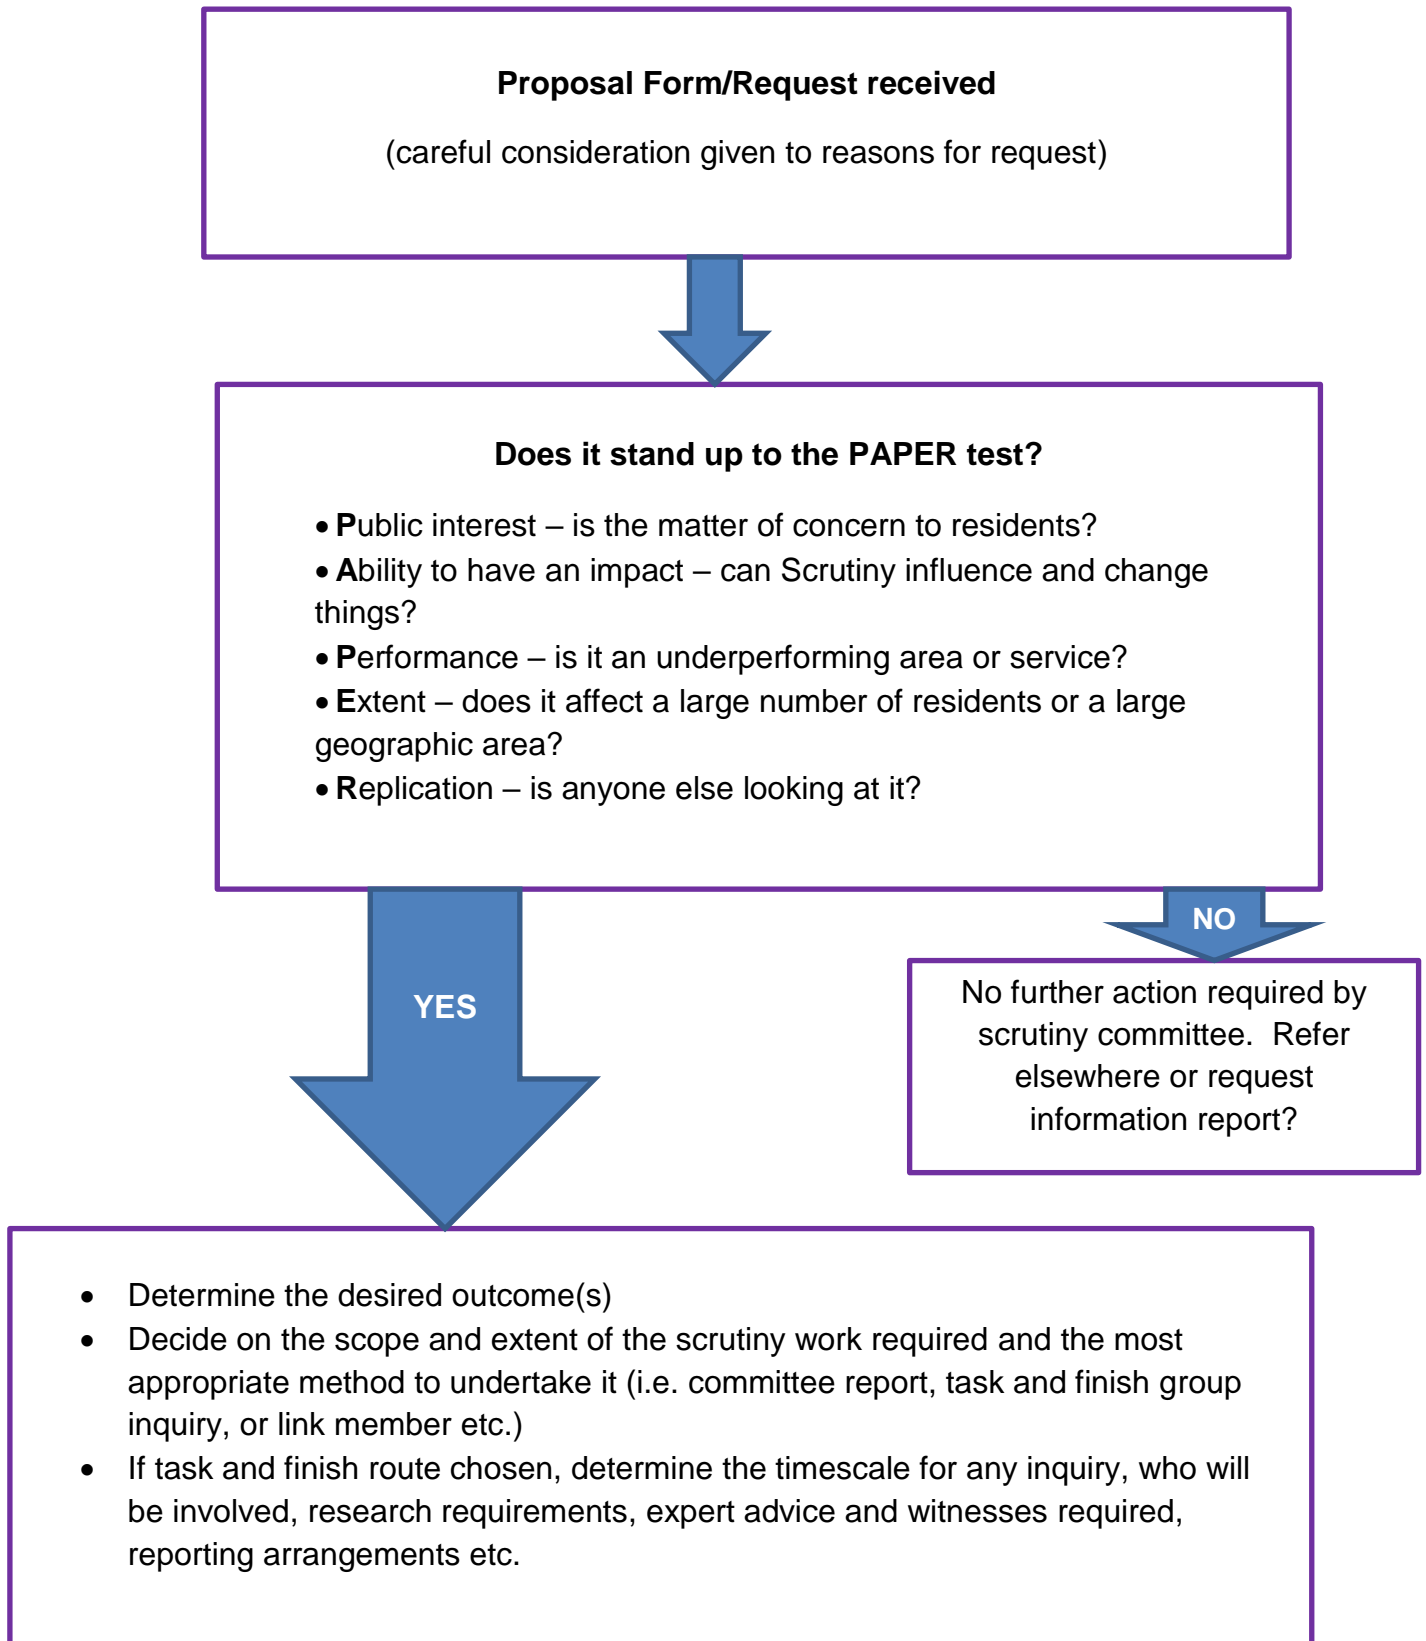 Proposal Form/Request received
(careful consideration given to reasons for request)
Does it stand up to the PAPER test?
• Public interest – is the matter of concern to residents?
• Ability to have an impact – can Scrutiny influence and change
things?
• Performance – is it an underperforming area or service?
• Extent – does it affect a large number of residents or a large
geographic area?
• Replication – is anyone else looking at it?
NO
YES
No further action required by
scrutiny committee.  Refer
elsewhere or request
information report?
• Determine the desired outcome(s)
• Decide on the scope and extent of the scrutiny work required and the most
appropriate method to undertake it (i.e. committee report, task and finish group
inquiry, or link member etc.)
• If task and finish route chosen, determine the timescale for any inquiry, who will
be involved, research requirements, expert advice and witnesses required,
reporting arrangements etc.